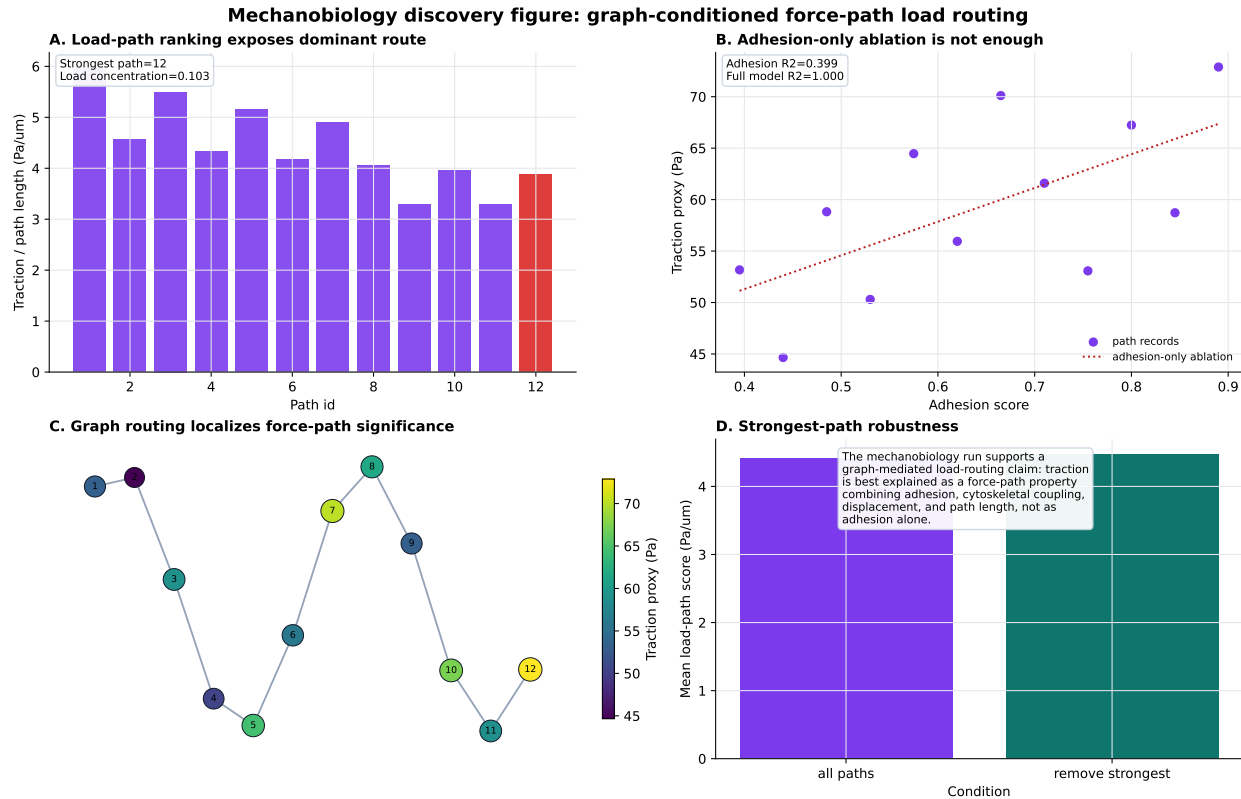 Mechanobiology discovery figure: graph-conditioned force-path load routing
A. Load-path ranking exposes dominant route
Strongest path=12
Load concentration=0.103
Traction / path length (Pa/um)
6
5
4
3
2
1
0
2
4
6
8
10
12
Path id
B. Adhesion-only ablation is not enough
Adhesion R2=0.399
Full model R2=1.000
Traction proxy (Pa)
70
65
60
55
50
45
path records
adhesion-only ablation
0.4
0.5
0.6
0.7
0.8
0.9
Adhesion score
C. Graph routing localizes force-path significance
1
2
3
4
5
6
7
8
9
10
11
12
70
65
60
55
50
45
Traction proxy (Pa)
D. Strongest-path robustness
The mechanobiology run supports a
graph-mediated load-routing claim: traction
is best explained as a force-path property
combining adhesion, cytoskeletal coupling,
displacement, and path length, not as
adhesion alone.
Mean load-path score (Pa/um)
4
3
2
1
0
all paths
remove strongest
Condition